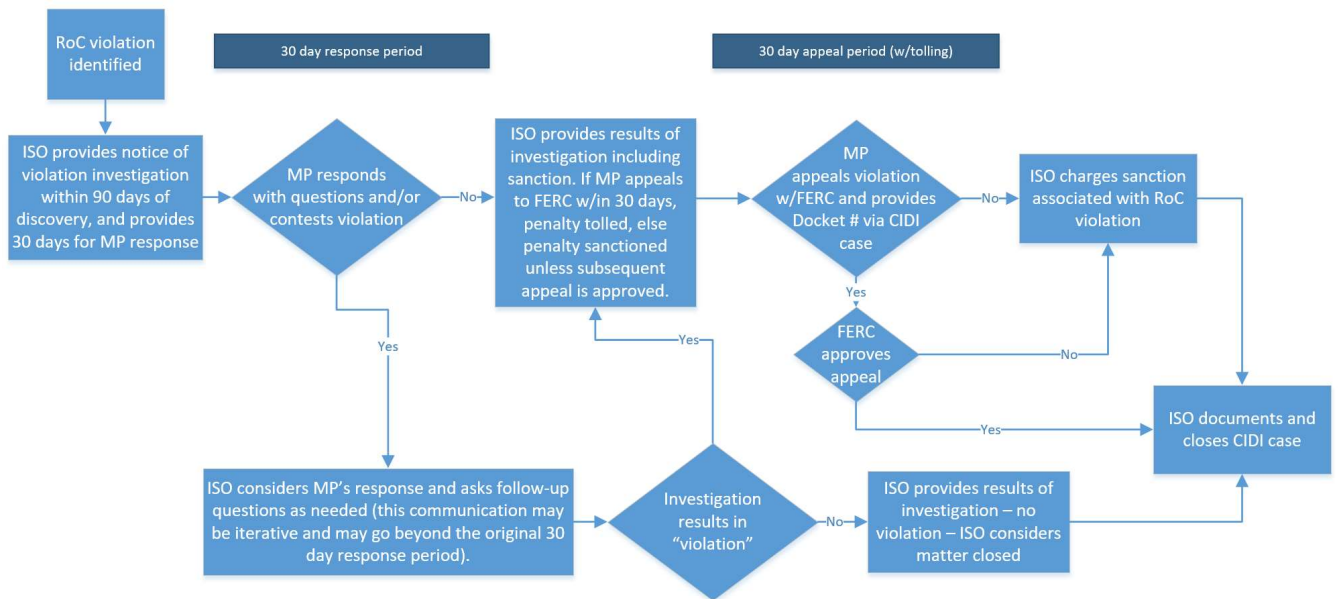 RoC violation
identified
30 day response period
30 day appeal period (w/tolling)
ISO provides notice of
violation investigation
within 90 days of
discovery, and provides
30 days for MP response
MP responds
with questions and/or
contests violation
No
ISO provides results of
investigation including
sanction. If MP appeals
to FERC w/in 30 days,
penalty tolled, else
penalty sanctioned
unless subsequent
appeal is approved.
MP
appeals violation
w/FERC and provides
Docket # via CIDI
case
No
ISO charges sanction
associated with RoC
violation
Yes
Yes
Yes
FERC
approves
appeal
No
Yes
ISO documents and
closes CIDI case
ISO considers MP’s response and asks follow-up
questions as needed (this communication may
be iterative and may go beyond the original 30
day response period).
Investigation
results in
“violation”
No
ISO provides results of
investigation – no
violation – ISO considers
matter closed